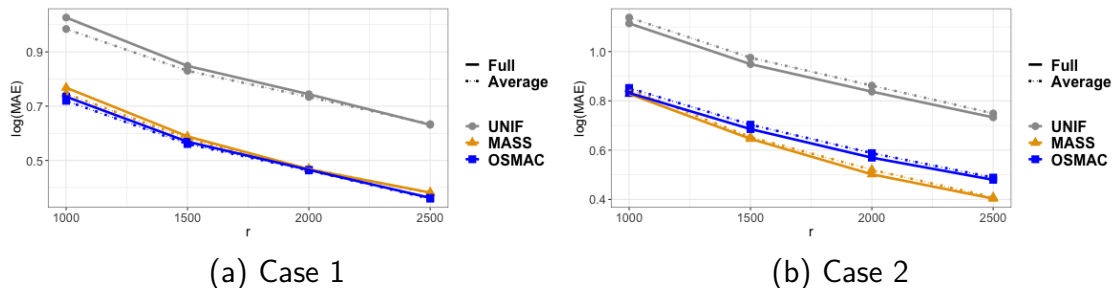 log(MAE)
0.9
0.7
0.5
1000
1500
2000
2500
r
Full
Average
UNIF
MASS
OSMAC
(a) Case 1
log(MAE)
1.0
0.8
0.6
0.4
1000
1500
2000
2500
r
Full
Average
UNIF
MASS
OSMAC
(b) Case 2